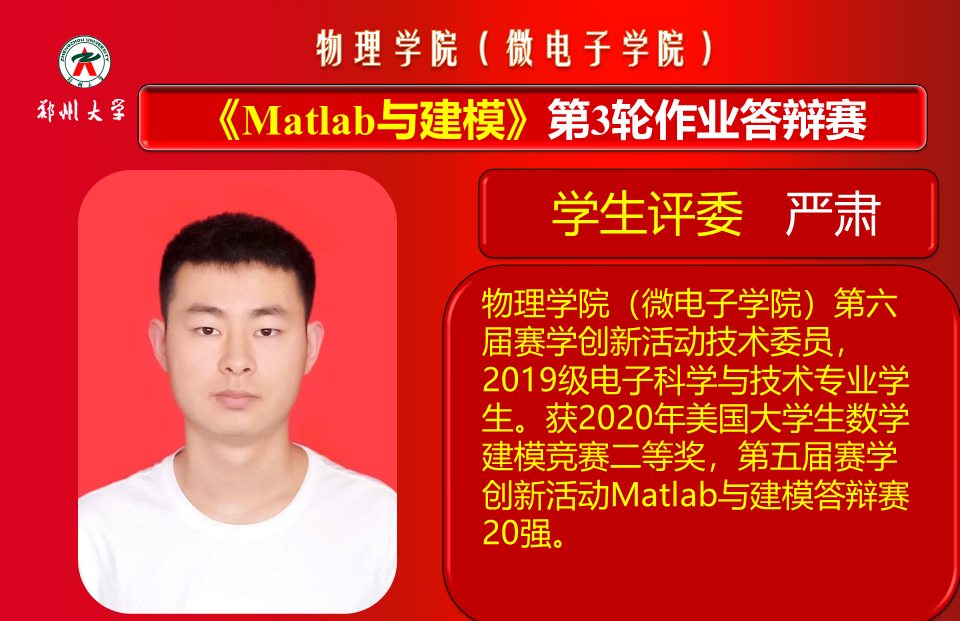 物理学院（微电子学院）
郑州大学
《Matlab与建模》第3轮作业答辩赛
学生评委 严肃
物理学院（微电子学院）第六
届赛学创新活动技术委员，
2019级电子科学与技术专业学
生。获2020年美国大学生数学
建模竞赛二等奖，第五届赛学
创新活动Matlab与建模答辩赛
20强。